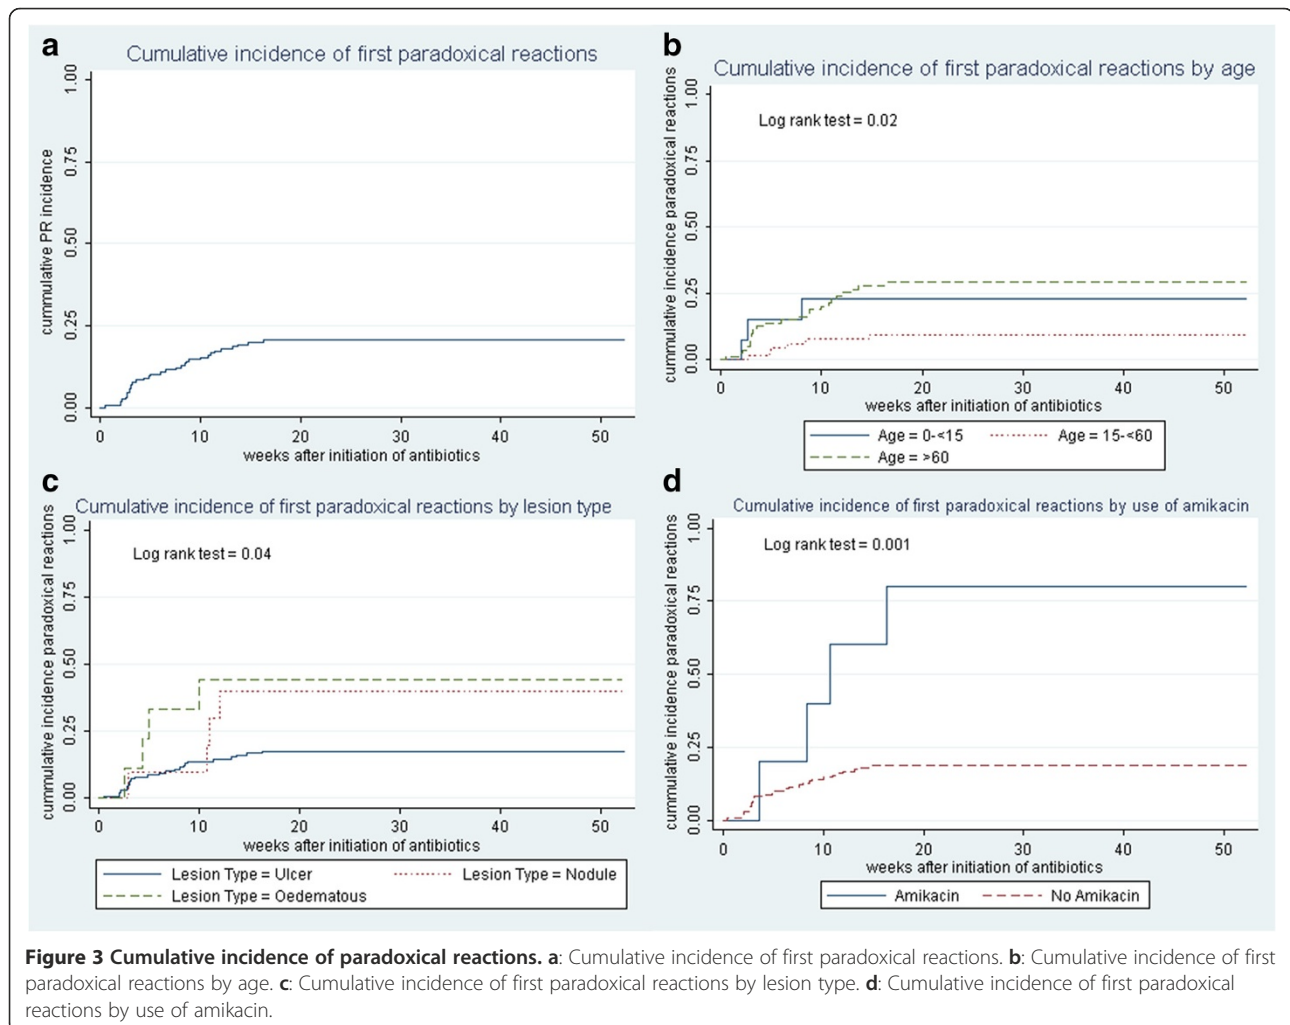 a
Cumulative incidence of first paradoxical reactions
cummulative PR incidence
1.00
0.75
0.50
0.25
0.00
0 10 20 30 40 50
weeks after initiation of antibiotics
b
Cumulative incidence of first paradoxical reactions by age
cummulative incidence paradoxical reactions
1.00
0.75
0.50
0.25
0.00
Log rank test = 0.02
0 10 20 30 40 50
weeks after initiation of antibiotics
Age = 0-<15 Age = 15-<60
Age = >60
c
Cumulative incidence of first paradoxical reactions by lesion type
cummulative incidence paradoxical reactions
1.00
0.75
0.50
0.25
0.00
Log rank test = 0.04
0 10 20 30 40 50
weeks after initiation of antibiotics
Lesion Type = Ulcer Lesion Type = Nodule
Lesion Type = Oedematous
d
Cumulative incidence of first paradoxical reactions by use of amikacin
cummulative incidence paradoxical reactions
1.00
0.75
0.50
0.25
0.00
Log rank test = 0.001
0 10 20 30 40 50
weeks after initiation of antibiotics
Amikacin No Amikacin
Figure 3 Cumulative incidence of paradoxical reactions. a: Cumulative incidence of first paradoxical reactions. b: Cumulative incidence of first
paradoxical reactions by age. c: Cumulative incidence of first paradoxical reactions by lesion type. d: Cumulative incidence of first paradoxical
reactions by use of amikacin.